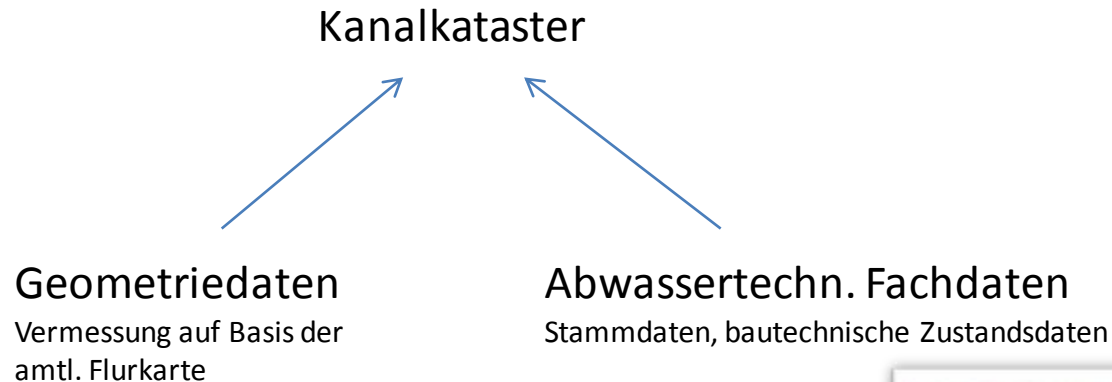 Kanalkataster
Geometriedaten
Vermessung auf Basis der
amtl. Flurkarte
Abwassertechn. Fachdaten
Stammdaten, bautechnische Zustandsdaten